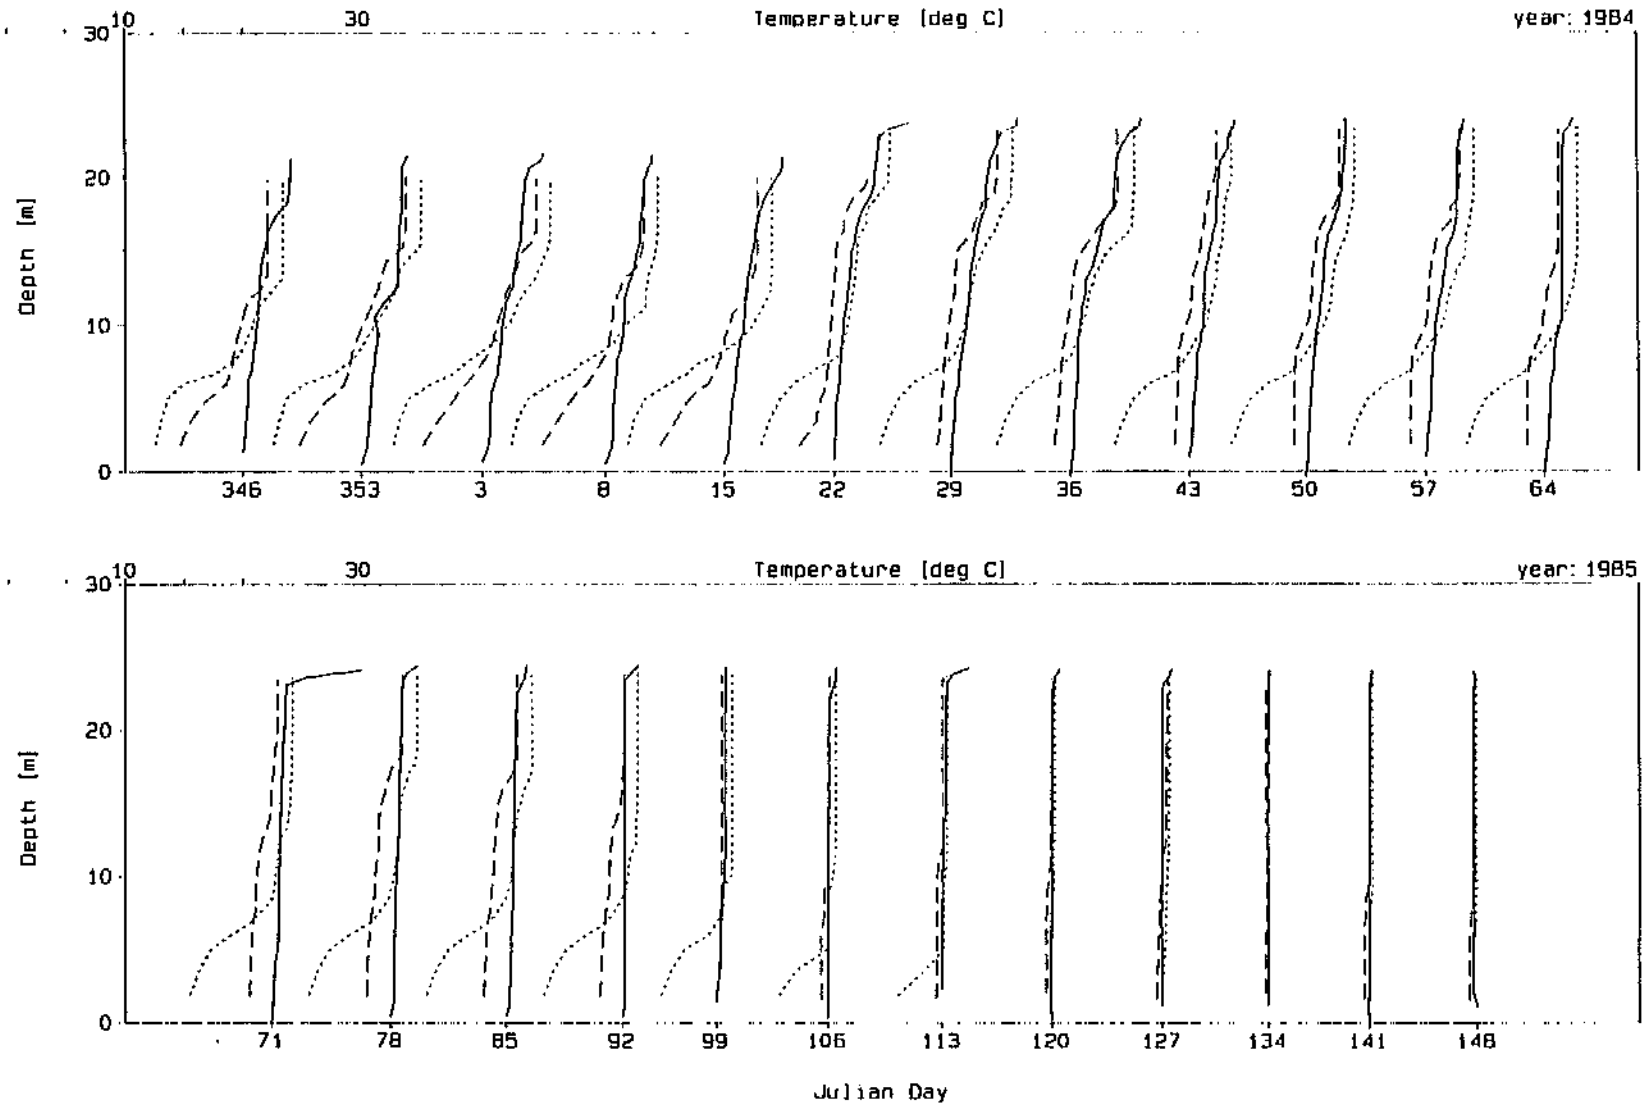 10 30 Temperature [deg C] year: 1984
30
20
10
0
Depth [m]
346 353 3 8 15 22 29 36 43 50 57 64
10 30 Temperature [deg C] year: 1985
30
20
10
0
Depth [m]
71 78 85 92 99 106 113 120 127 134 141 148
Julian Day